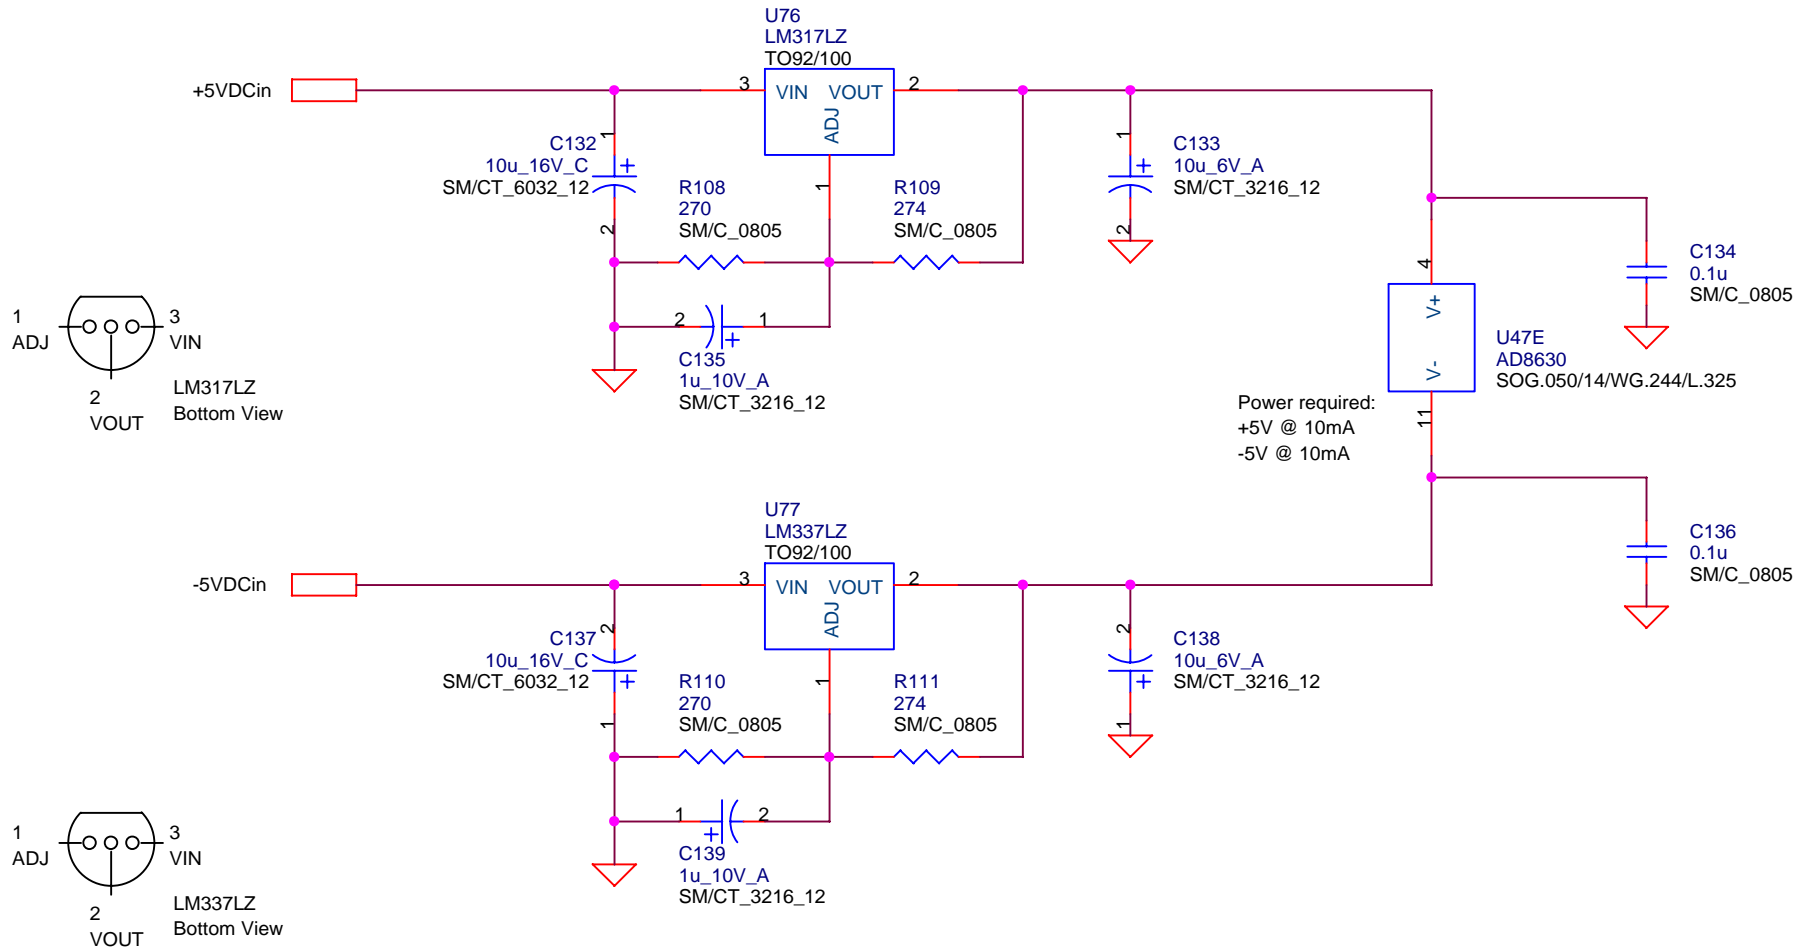 U76
LM317LZ
TO92/100
+5VDCin
3
VIN
VOUT
2
ADJ
1
C132
10u_16V_C
SM/CT_6032_12
1
+
2
R108
270
SM/C_0805
R109
274
SM/C_0805
1
+
2
C133
10u_6V_A
SM/CT_3216_12
2
1
+
C135
1u_10V_A
SM/CT_3216_12
C134
0.1u
SM/C_0805
4
V+
V-
11
U47E
AD8630
SOG.050/14/WG.244/L.325
Power required:
+5V @ 10mA
-5V @ 10mA
1
ADJ
3
VIN
2
VOUT
LM317LZ
Bottom View
U77
LM337LZ
TO92/100
-5VDCin
3
VIN
VOUT
2
ADJ
1
C137
10u_16V_C
SM/CT_6032_12
2
+
1
R110
270
SM/C_0805
R111
274
SM/C_0805
2
+
1
C138
10u_6V_A
SM/CT_3216_12
C136
0.1u
SM/C_0805
1
2
+
C139
1u_10V_A
SM/CT_3216_12
1
ADJ
3
VIN
2
VOUT
LM337LZ
Bottom View